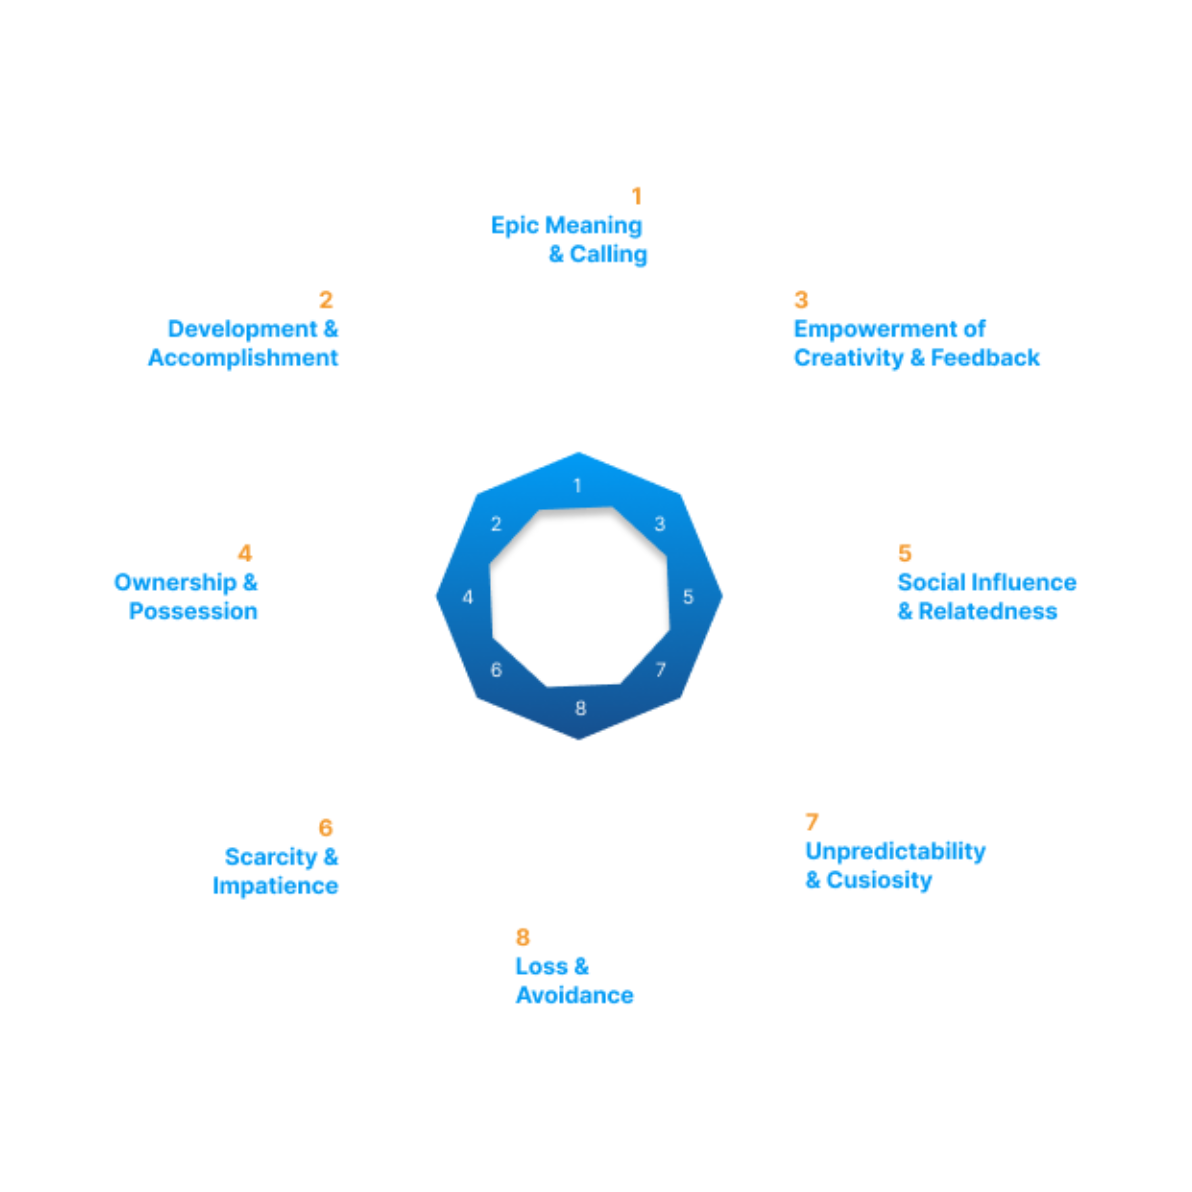 1
Epic Meaning
& Calling
2
Development &
Accomplishment
3
Empowerment of
Creativity & Feedback
1
2
3
4
5
6
7
8
4
Ownership &
Possession
5
Social Influence
& Relatedness
6
Scarcity &
Impatience
7
Unpredictability
& Cusiosity
8
Loss &
Avoidance